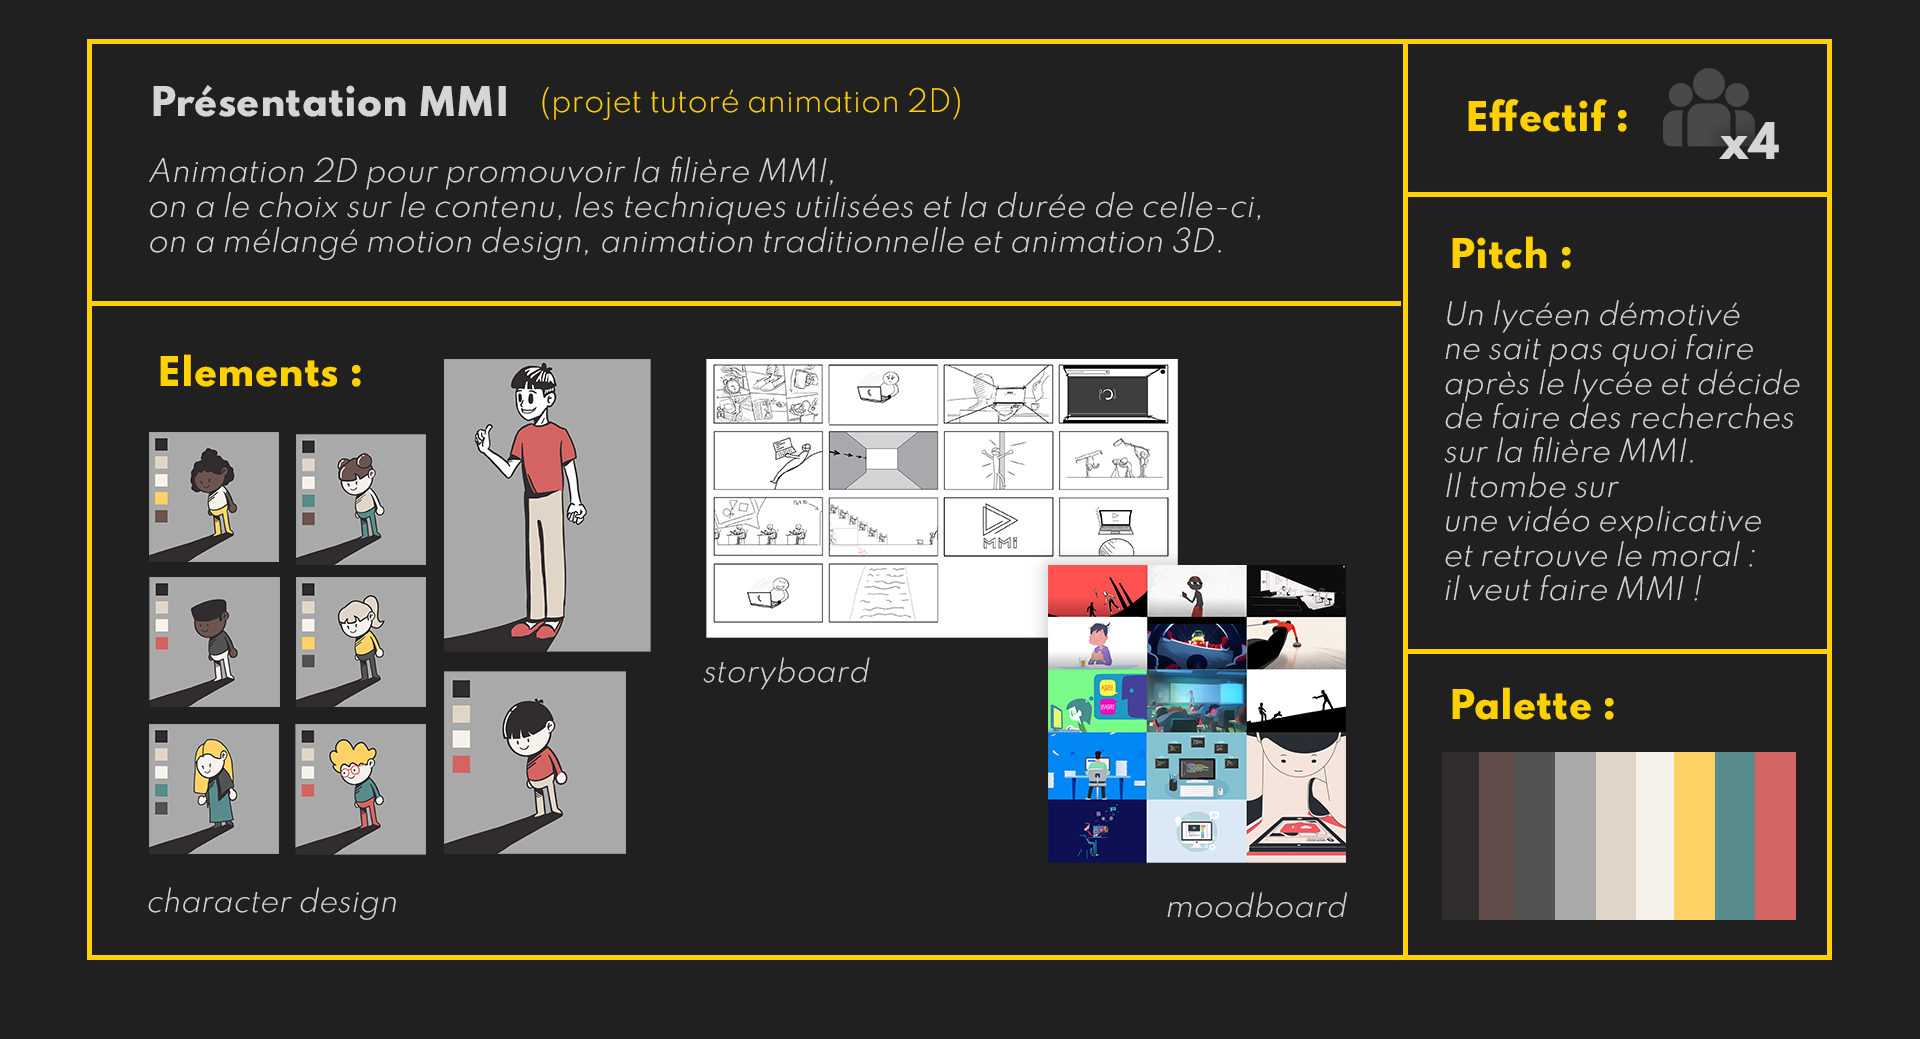 Présentation MMI (projet tutoré animation 2D)
Animation 2D pour promouvoir la filière MMI,
on a le choix sur le contenu, les techniques utilisées et la durée de celle-ci,
on a mélangé motion design, animation traditionnelle et animation 3D.
Elements :
MMi
storyboard
character design
moodboard
Effectif :
x4
Pitch :
Un lycéen démotivé
ne sait pas quoi faire
après le lycée et décide
de faire des recherches
sur la filière MMI.
Il tombe sur
une vidéo explicative
et retrouve le moral :
il veut faire MMI !
Palette :